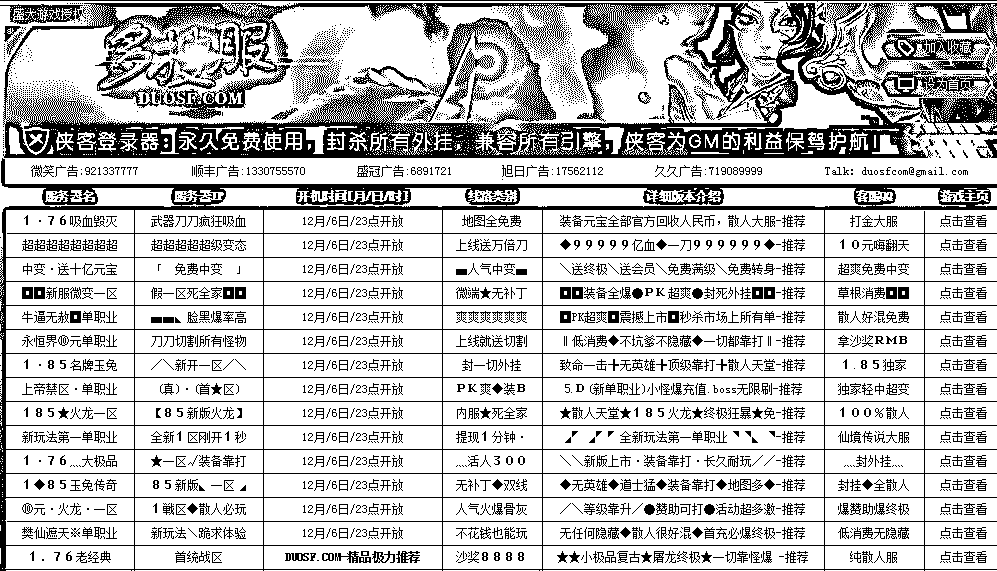 盛大游戏授权
多搜服
DUOSF.COM
加入收藏
设为首页
侠客登录器：永久免费使用，封杀所有外挂，兼容所有引擎，侠客为GM的利益保驾护航！
微笑广告:921337777 顺丰广告:1330755570 盛冠广告:6891721 旭日广告:17562112 久久广告:719089999 Talk: duosfcom@gmail.com
服务器名 服务器IP 开机时间[月/日/时] 线路类别 详细版本介绍 客服QQ 游戏主页
１·７６吸血毁灭 武器刀刀疯狂吸血 12月/6日/23点开放 地图全免费 装备元宝全部官方回收人民币，散人大服-推荐 打金大服 点击查看
超超超超超超超超 超超超超超级变态 12月/6日/23点开放 上线送万倍刀 ◆９９９９９亿血◆一刀９９９９９９◆-推荐 １０元嗨翻天 点击查看
中变·送十亿元宝 「 免费中变 」 12月/6日/23点开放 ▃人气中变▃ ＼送终极＼送会员＼免费满级＼免费转身-推荐 超爽免费中变 点击查看
◘◘新服微变一区 假一区死全家◘◘ 12月/6日/23点开放 微端★无补丁 ◘◘装备全爆●ＰＫ超爽●封死外挂◘◘-推荐 草根消费◘◘ 点击查看
牛逼无赦◘单职业 ▃▃◣脸黑爆率高 12月/6日/23点开放 爽爽爽爽爽爽 ◘PK超爽◘震撼上市◘秒杀市场上所有单-推荐 散人好混免费 点击查看
永恒界®元单职业 刀刀切割所有怪物 12月/6日/23点开放 上线就送切割 ‖低消费◆不坑爹不隐藏◆一切都靠打‖-推荐 拿沙奖ＲＭＢ 点击查看
１·８５名牌玉兔 ／＼新开一区／＼ 12月/6日/23点开放 封一切外挂 致命一击╋无英雄╋顶级靠打╋散人天堂-推荐 １.８５独家 点击查看
上帝禁区·单职业 （真）·（首★区） 12月/6日/23点开放 ＰＫ爽◆装Ｂ 5.Ｄ(新单职业)小怪爆充值.boss无限刷-推荐 独家轻中超变 点击查看
１８５★火龙一区 【８５新版火龙】 12月/6日/23点开放 内服★死全家 ★散人天堂★１８５火龙★终极狂暴★免-推荐 １００％散人 点击查看
新玩法第一单职业 全新１区刚开１秒 12月/6日/23点开放 提现１分钟· ◢ ◢◤全新玩法第一单职业◥◥◣ ◥-推荐 仙境传说大服 点击查看
１·７６﹏大极品 ★一区√装备靠打 12月/6日/23点开放 ﹏活人３００ ＼＼新版上市·装备靠打·长久耐玩／／-推荐 ﹏封外挂﹏ 点击查看
１◆８５玉兔传奇 ８５新版◣一区◢ 12月/6日/23点开放 无补丁◆双线 ◆无英雄◆道士猛◆装备靠打◆地图多◆-推荐 封挂◆全散人 点击查看
®元·火龙·一区 １戦区◆散人必玩 12月/6日/23点开放 人气火爆骨灰 ／＼等级靠升／●赞助可打●活动超多激-推荐 爆赞助爆终极 点击查看
樊仙遮天※单职业 新玩法＼跪求体验 12月/6日/23点开放 不花钱也能玩 无任何隐藏◆散人很好混◆首充必爆终极-推荐 低消费无隐藏 点击查看
１.７６老经典 首统战区 DUOSF.COM-精品极力推荐 沙奖８８８８ ★★小极品复古★屠龙终极★一切靠怪爆 -推荐 纯散人服 点击查看